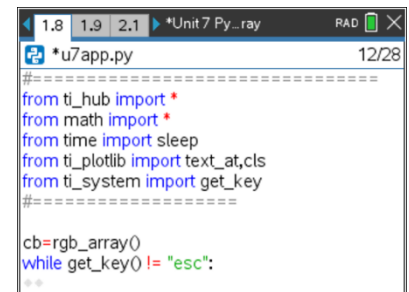 1.8 1.9 2.1 *Unit 7 Py...ray RAD
*u7app.py 12/28
#================================
from ti_hub import *
from math import *
from time import sleep
from ti_plotlib import text_at,cls
from ti_system import get_key
#===================

cb=rgb_array()
while get_key() != "esc":